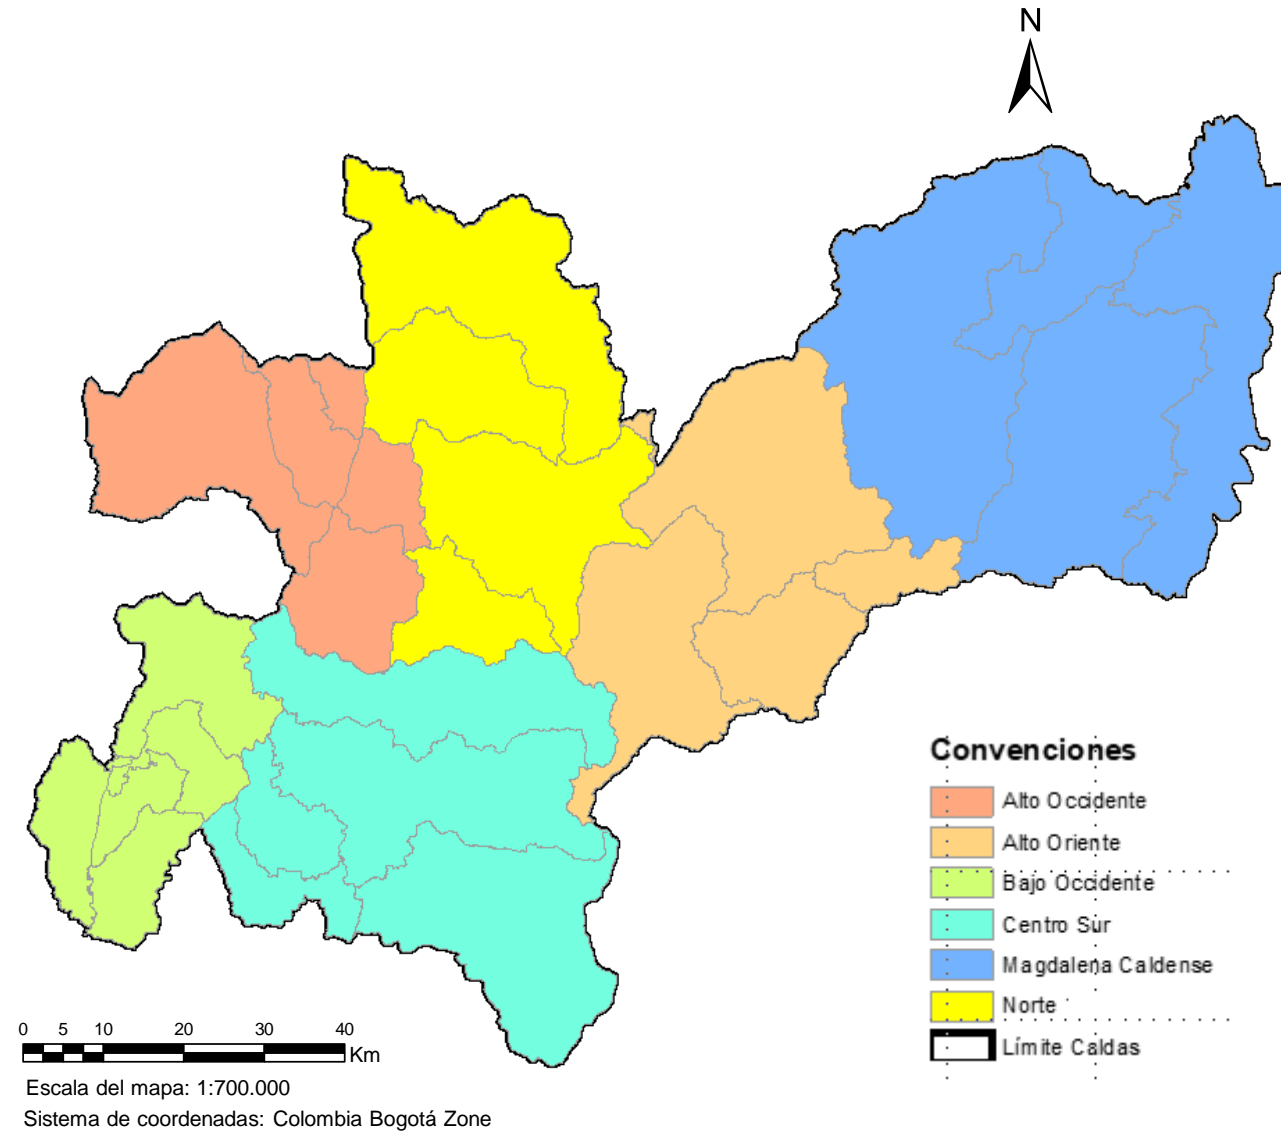 N
Convenciones
Alto Occidente
Alto Oriente
Bajo Occidente
Centro Sur
Magdalena Caldense
Norte
Límite Caldas
0 5 10 20 30 40
Km
Escala del mapa: 1:700.000
Sistema de coordenadas: Colombia Bogotá Zone